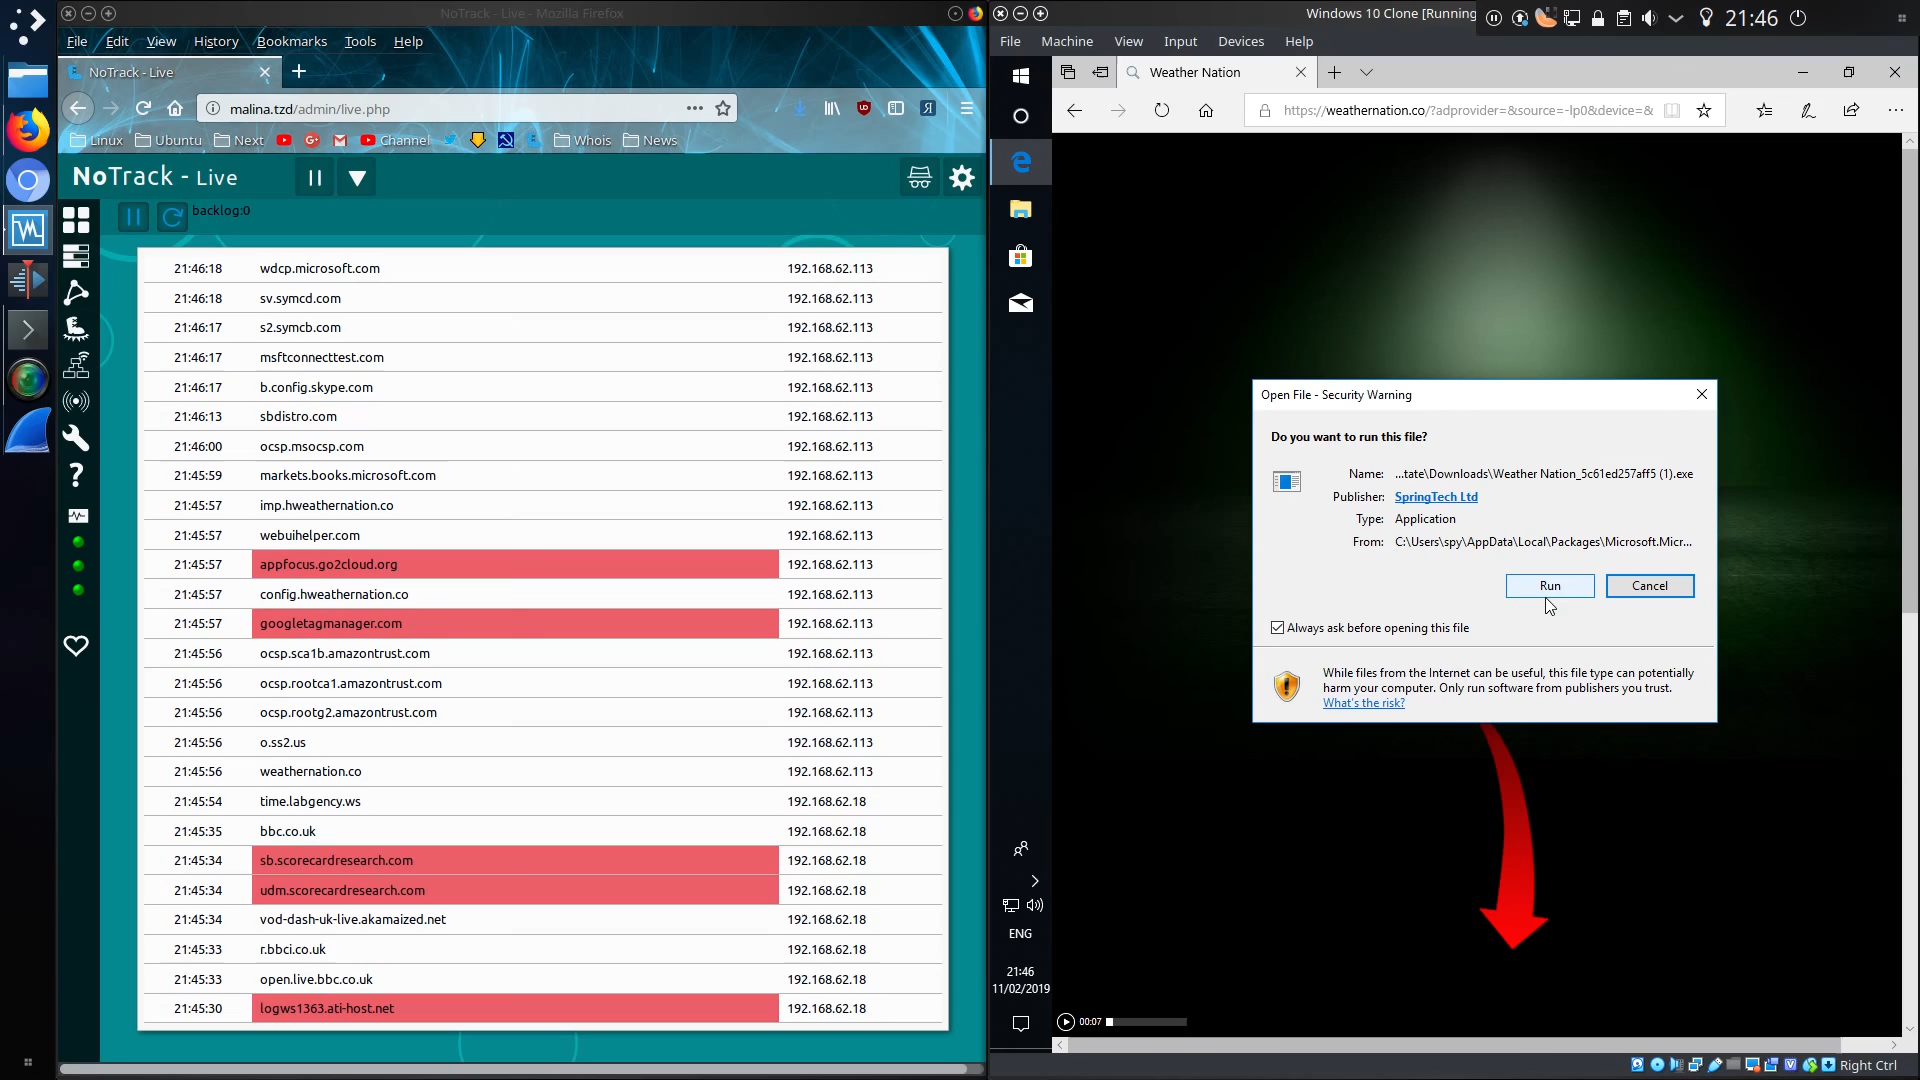 NoTrack - Live - Mozilla Firefox
File Edit View History Bookmarks Tools Help
NoTrack - Live
malina.tzd/admin/live.php
Linux Ubuntu Next Channel Whois News
NoTrack - Live
backlog:0
21:46:18 wdcp.microsoft.com 192.168.62.113
21:46:18 sv.symcd.com 192.168.62.113
21:46:17 s2.symcb.com 192.168.62.113
21:46:17 msftconnecttest.com 192.168.62.113
21:46:17 b.config.skype.com 192.168.62.113
21:46:13 sbdistro.com 192.168.62.113
21:46:00 ocsp.msocsp.com 192.168.62.113
21:45:59 markets.books.microsoft.com 192.168.62.113
21:45:57 imp.hweathernation.co 192.168.62.113
21:45:57 webuihelper.com 192.168.62.113
21:45:57 appfocus.go2cloud.org 192.168.62.113
21:45:57 config.hweathernation.co 192.168.62.113
21:45:57 googletagmanager.com 192.168.62.113
21:45:56 ocsp.sca1b.amazontrust.com 192.168.62.113
21:45:56 ocsp.rootca1.amazontrust.com 192.168.62.113
21:45:56 ocsp.rootg2.amazontrust.com 192.168.62.113
21:45:56 o.ss2.us 192.168.62.113
21:45:56 weathernation.co 192.168.62.113
21:45:54 time.labgency.ws 192.168.62.18
21:45:35 bbc.co.uk 192.168.62.18
21:45:34 sb.scorecardresearch.com 192.168.62.18
21:45:34 udm.scorecardresearch.com 192.168.62.18
21:45:34 vod-dash-uk-live.akamaized.net 192.168.62.18
21:45:33 r.bbci.co.uk 192.168.62.18
21:45:33 open.live.bbc.co.uk 192.168.62.18
21:45:30 logws1363.ati-host.net 192.168.62.18
Windows 10 Clone [Running
21:46
File Machine View Input Devices Help
Weather Nation
https://weathernation.co/?adprovider=&source=-lp0&device=&
Open File - Security Warning
Do you want to run this file?
Name: ...tate\Downloads\Weather Nation_5c61ed257aff5 (1).exe
Publisher: SpringTech Ltd
Type: Application
From: C:\Users\spy\AppData\Local\Packages\Microsoft.Micr...
Run Cancel
Always ask before opening this file
While files from the Internet can be useful, this file type can potentially
harm your computer. Only run software from publishers you trust.
What's the risk?
ENG
21:46
11/02/2019
00:07
Right Ctrl